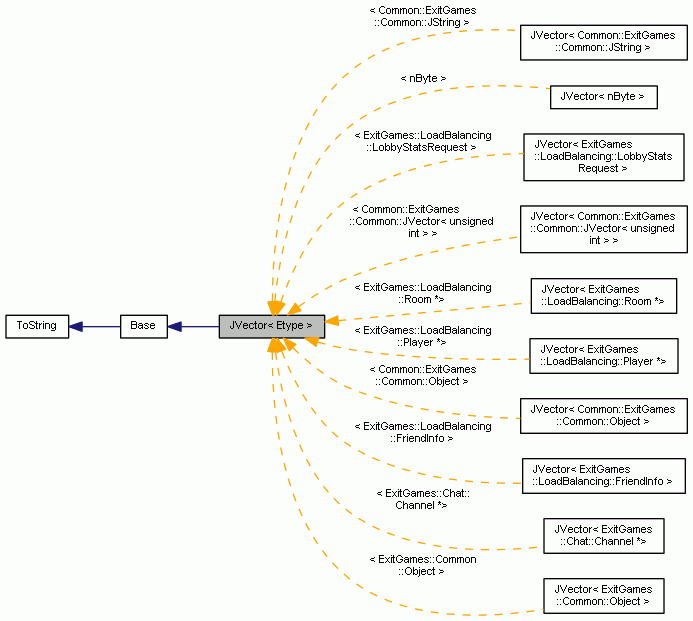 < Common::ExitGames
::Common::JString >
JVector< Common::ExitGames
::Common::JString >
< nByte >
JVector< nByte >
< ExitGames::LoadBalancing
::LobbyStatsRequest >
JVector< ExitGames
::LoadBalancing::LobbyStats
Request >
< Common::ExitGames
::Common::JVector< unsigned
int > >
JVector< Common::ExitGames
::Common::JVector< unsigned
int > >
< ExitGames::LoadBalancing
::Room *>
JVector< ExitGames
::LoadBalancing::Room *>
ToString
Base
JVector< Etype >
< ExitGames::LoadBalancing
::Player *>
JVector< ExitGames
::LoadBalancing::Player *>
< Common::ExitGames
::Common::Object >
JVector< Common::ExitGames
::Common::Object >
< ExitGames::LoadBalancing
::FriendInfo >
JVector< ExitGames
::LoadBalancing::FriendInfo >
< ExitGames::Chat::
Channel *>
JVector< ExitGames
::Chat::Channel *>
< ExitGames::Common
::Object >
JVector< ExitGames
::Common::Object >